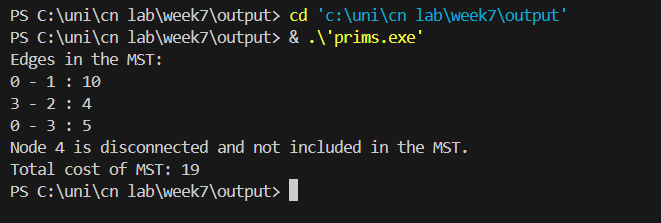 PS C:\uni\cn lab\week7\output> cd 'c:\uni\cn lab\week7\output'
PS C:\uni\cn lab\week7\output> & .\'prims.exe'
Edges in the MST:
0 - 1 : 10
3 - 2 : 4
0 - 3 : 5
Node 4 is disconnected and not included in the MST.
Total cost of MST: 19
PS C:\uni\cn lab\week7\output>